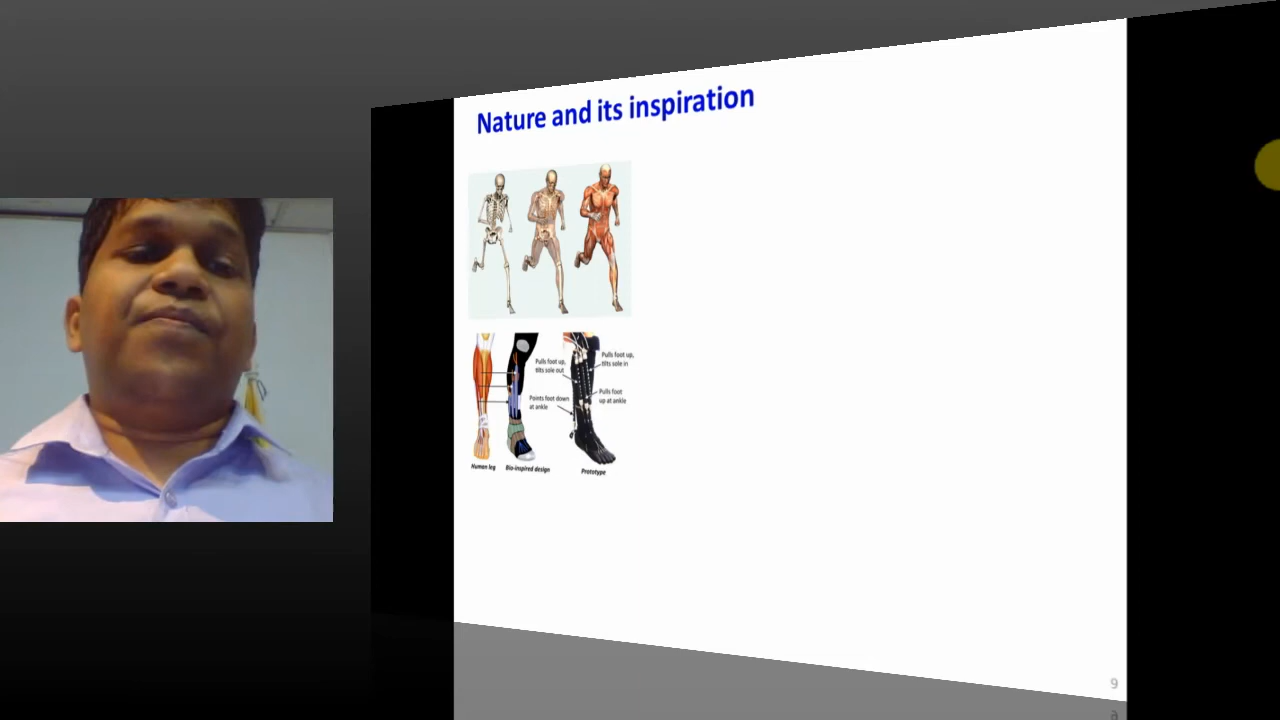 Nature and its inspiration
Pulls foot up,
tilts sole out
Points foot down
at ankle
Pulls foot up,
tilts sole in
Pulls foot
up at ankle
Human leg
Bio-inspired design
Prototype
9